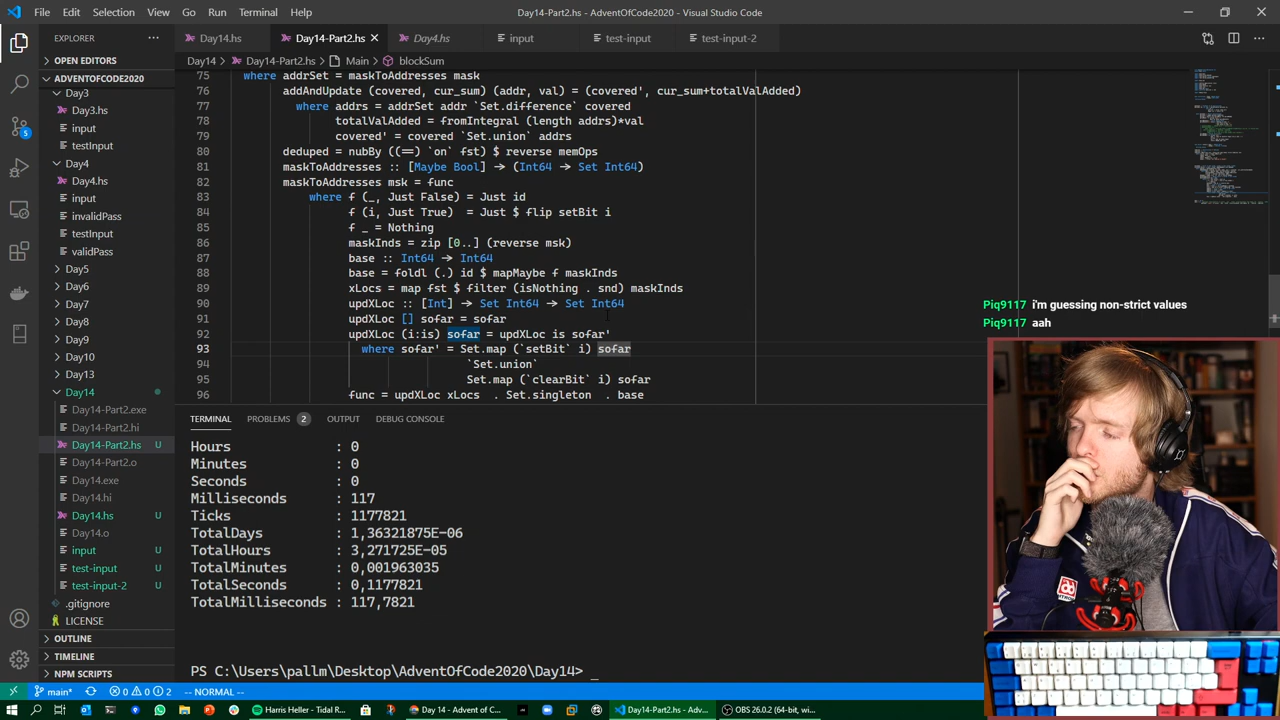 File Edit Selection View Go Run Terminal Help
Day14-Part2.hs - AdventOfCode2020 - Visual Studio Code
EXPLORER
Day14.hs
Day14-Part2.hs
Day4.hs
input
test-input
test-input-2
OPEN EDITORS
Day14 > Day14-Part2.hs > Main > blockSum
ADVENTOFCODE2020
Day3
Day3.hs
input
testInput
Day4
Day4.hs
input
invalidPass
testInput
validPass
Day5
Day6
Day7
Day8
Day9
Day10
Day13
Day14
Day14-Part2.exe
Day14-Part2.hi
Day14-Part2.hs U
Day14-Part2.o
Day14.exe
Day14.hi
Day14.hs U
Day14.o
input U
test-input U
test-input-2 U
.gitignore
LICENSE
OUTLINE
TIMELINE
NPM SCRIPTS
5
75 where addrSet = maskToAddresses mask
76 addAndUpdate (covered, cur_sum) (addr, val) = (covered', cur_sum+totalValAdded)
77 where addrs = addrSet addr `Set.difference` covered
78 totalValAdded = fromIntegral (length addrs)*val
79 covered' = covered `Set.union` addrs
80 deduped = nubBy ((==) `on` fst) $ reverse memOps
81 maskToAddresses :: [Maybe Bool] → (Int64 → Set Int64)
82 maskToAddresses msk = func
83 where f (_, Just False) = Just id
84 f (i, Just True) = Just $ flip setBit i
85 f _ = Nothing
86 maskInds = zip [0..] (reverse msk)
87 base :: Int64 → Int64
88 base = foldl (.) id $ mapMaybe f maskInds
89 xLocs = map fst $ filter (isNothing . snd) maskInds
90 updXLoc :: [Int] → Set Int64 → Set Int64
91 updXLoc [] sofar = sofar
92 updXLoc (i:is) sofar = updXLoc is sofar'
93 where sofar' = Set.map (`setBit` i) sofar
94 `Set.union`
95 Set.map (`clearBit` i) sofar
96 func = updXLoc xLocs . Set.singleton . base
TERMINAL PROBLEMS 2 OUTPUT DEBUG CONSOLE
Hours : 0
Minutes : 0
Seconds : 0
Milliseconds : 117
Ticks : 1177821
TotalDays : 1,36321875E-06
TotalHours : 3,271725E-05
TotalMinutes : 0,001963035
TotalSeconds : 0,1177821
TotalMilliseconds : 117,7821
PS C:\Users\pallm\Desktop\AdventOfCode2020\Day14> _
Piq9117 i'm guessing non-strict values
Piq9117 aah
main* 0 0 2 -- NORMAL --
Harris Heller - Tidal R...
Day 14 - Advent of C...
Day14-Part2.hs - Adv...
OBS 26.0.2 (64-bit, wi...